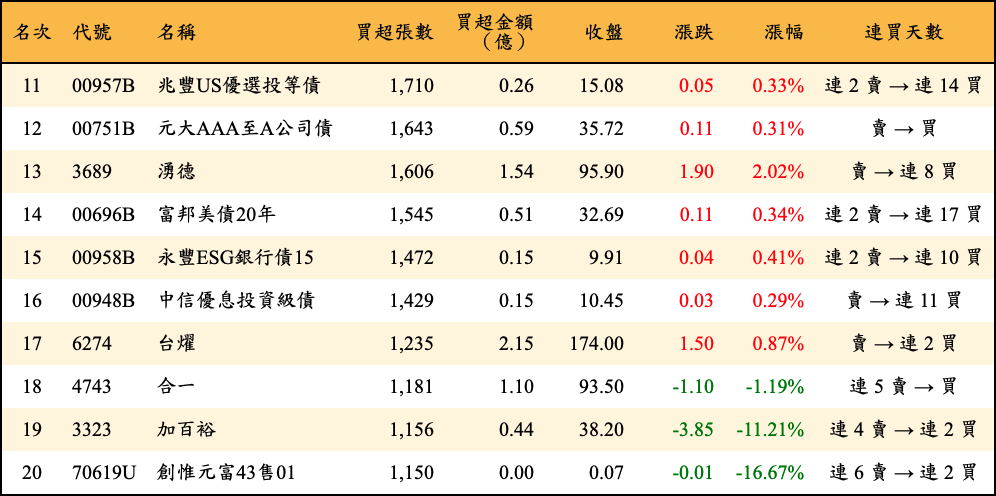 名次 代號 名稱 買超張數 買超金額（億） 收盤 漲跌 漲幅 連買天數
11 00957B 兆豐US優選投等債 1,710 0.26 15.08 0.05 0.33% 連 2 賣 → 連 14 買
12 00751B 元大AAA至A公司債 1,643 0.59 35.72 0.11 0.31% 賣 → 買
13 3689 湧德 1,606 1.54 95.90 1.90 2.02% 賣 → 連 8 買
14 00696B 富邦美債20年 1,545 0.51 32.69 0.11 0.34% 連 2 賣 → 連 17 買
15 00958B 永豐ESG銀行債15 1,472 0.15 9.91 0.04 0.41% 連 2 賣 → 連 10 買
16 00948B 中信優息投資級債 1,429 0.15 10.45 0.03 0.29% 賣 → 連 11 買
17 6274 台燿 1,235 2.15 174.00 1.50 0.87% 賣 → 連 2 買
18 4743 合一 1,181 1.10 93.50 -1.10 -1.19% 連 5 賣 → 買
19 3323 加百裕 1,156 0.44 38.20 -3.85 -11.21% 連 4 賣 → 連 2 買
20 70619U 創惟元富43售01 1,150 0.00 0.07 -0.01 -16.67% 連 6 賣 → 連 2 買